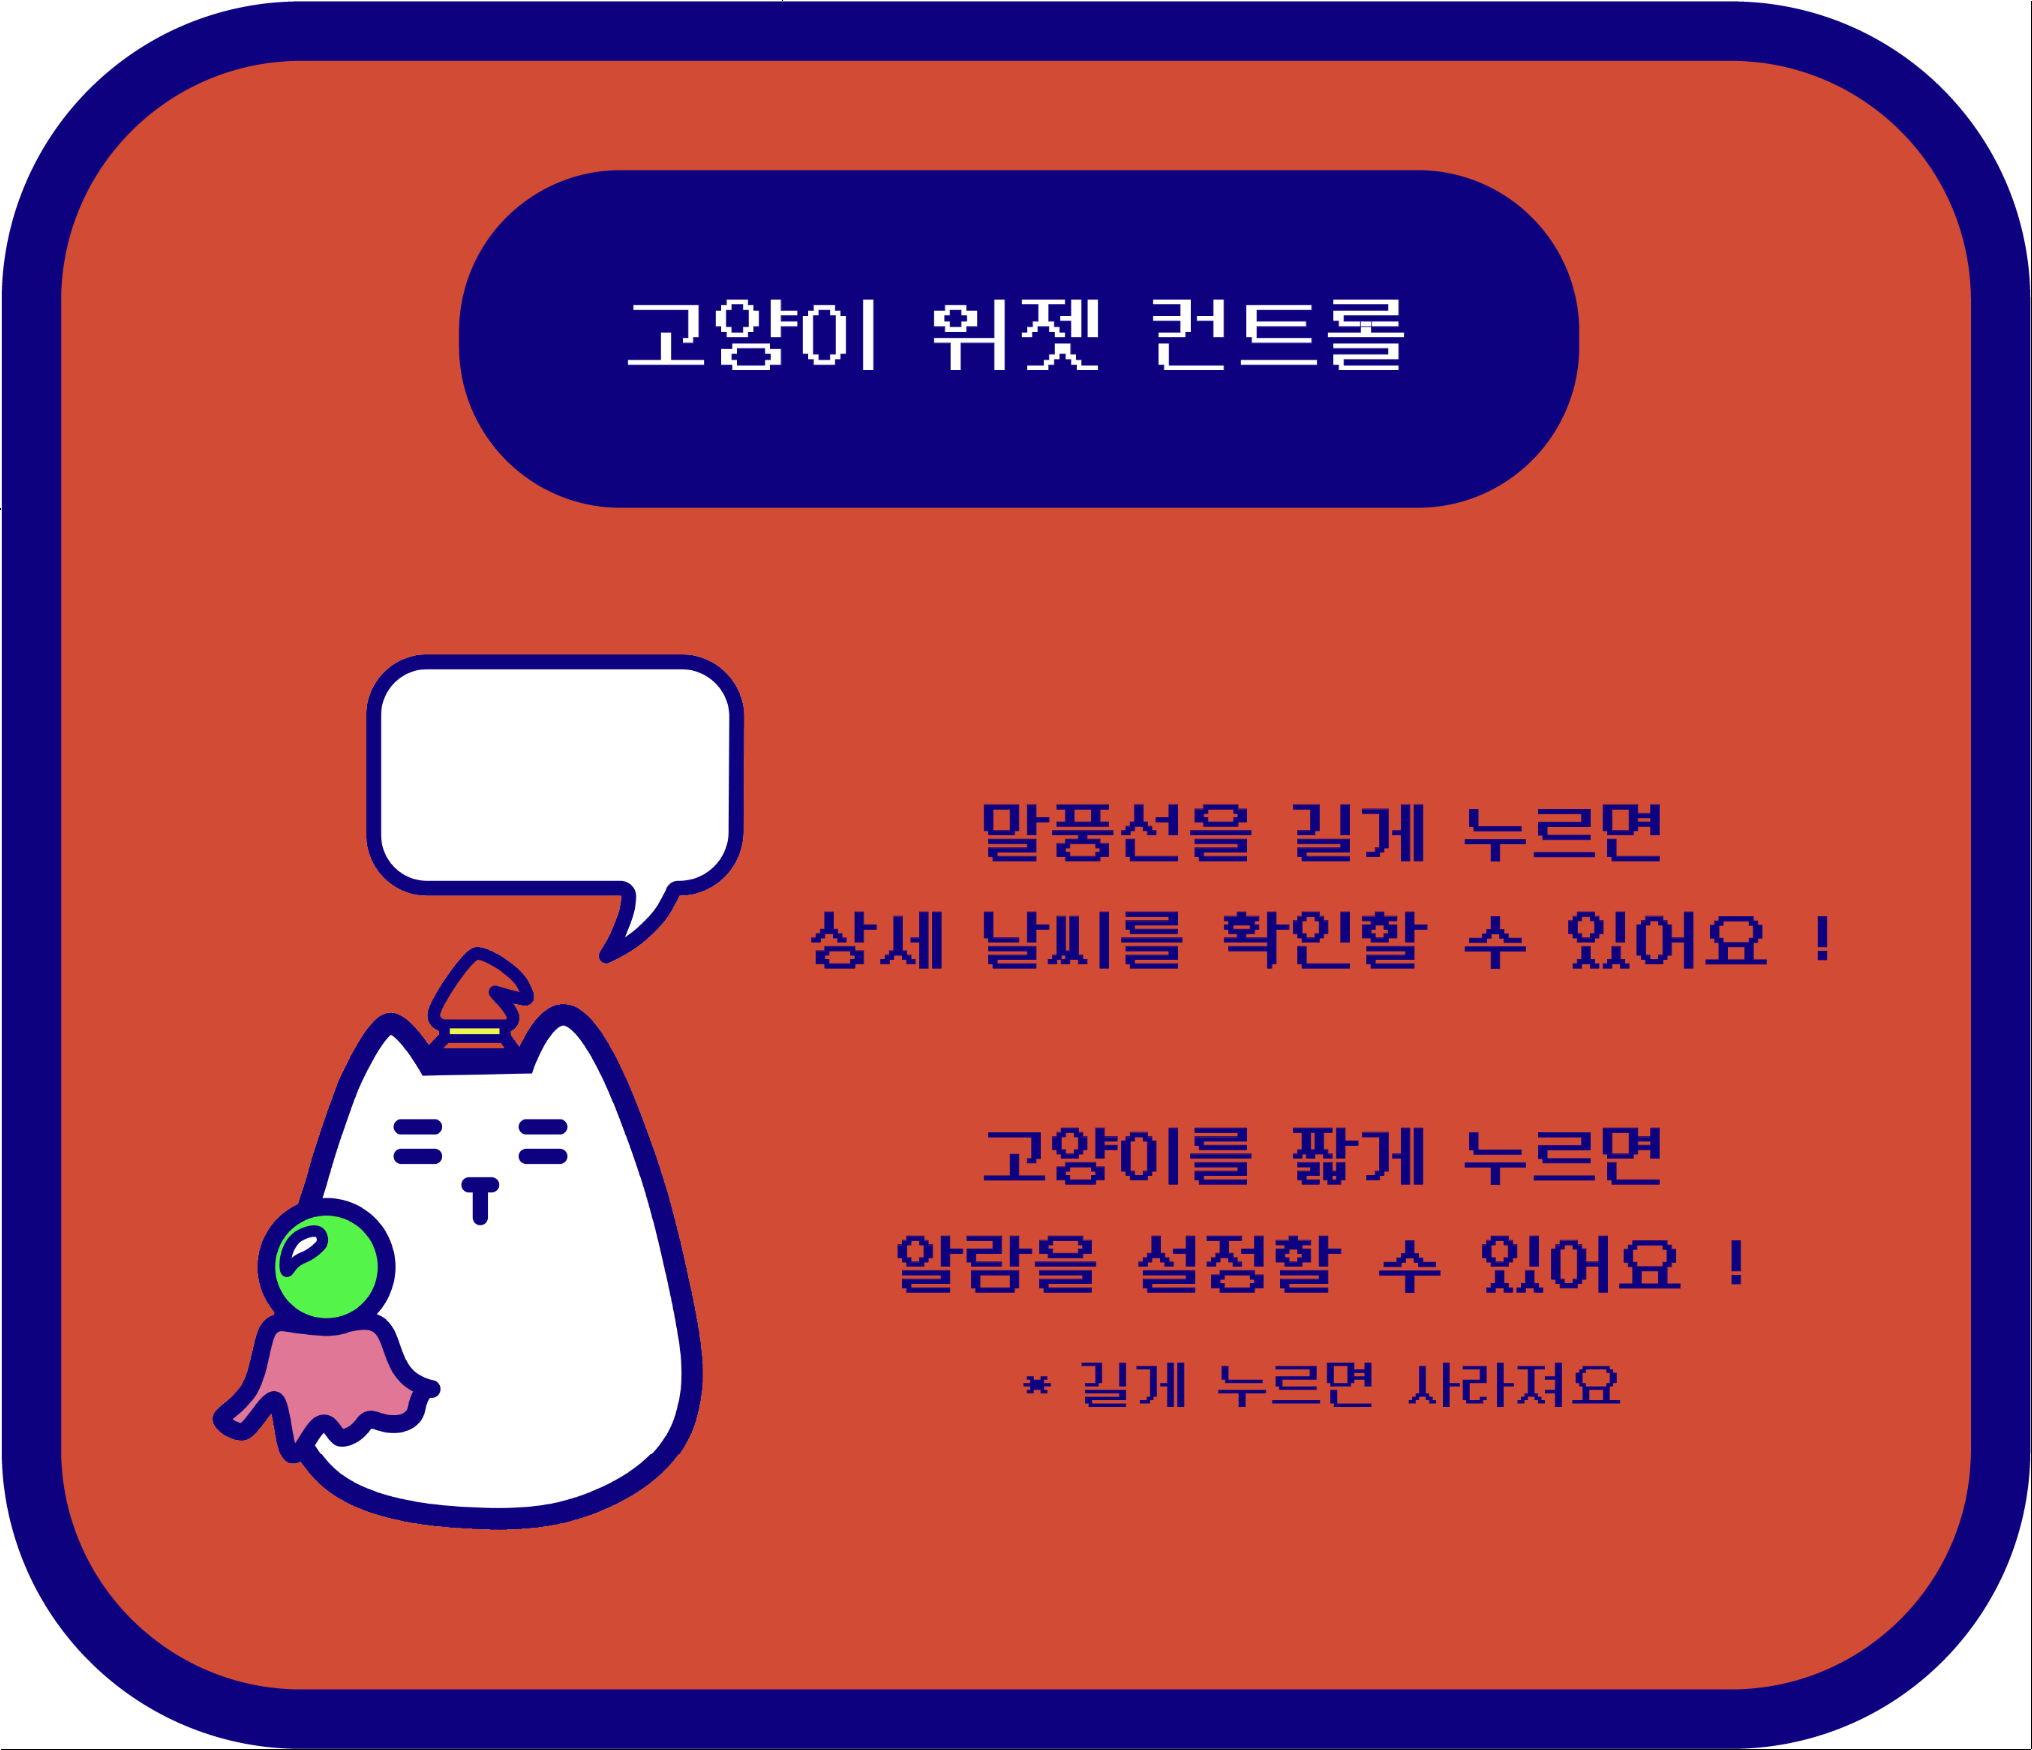 고양이 위젯 컨트롤
말풍선을 길게 누르면
상세 날씨를 확인할 수 있어요 !
고양이를 짧게 누르면
알람을 설정할 수 있어요 !
* 길게 누르면 사라져요